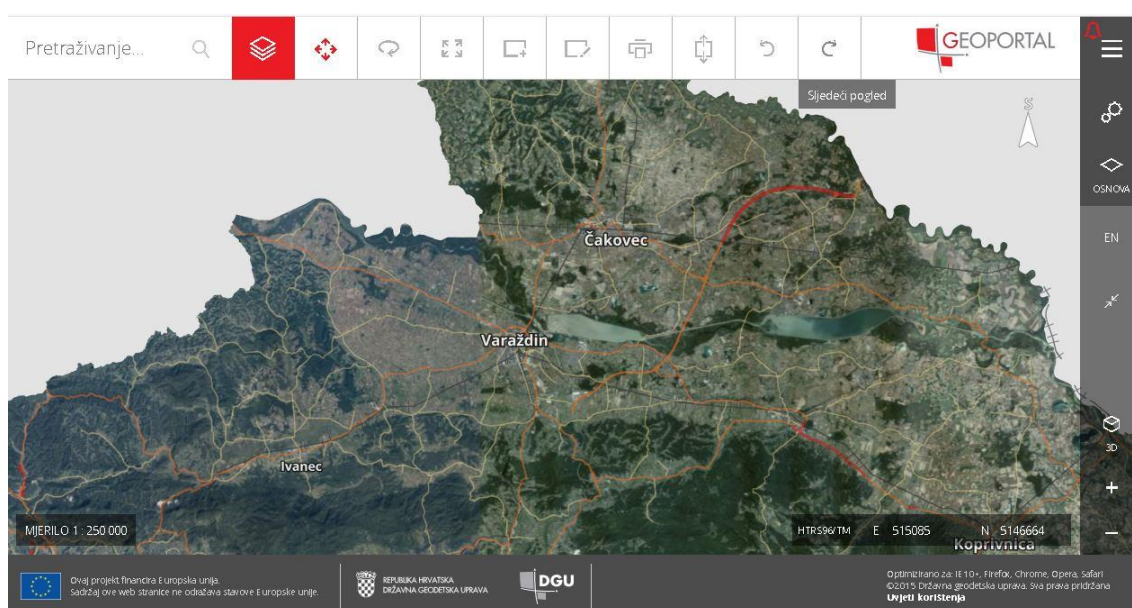 Pretraživanje...
GEOPORTAL
Sljedeći pogled
S
OSNOVA
EN
Čakovec
Varaždin
Ivanec
3D
MJERILO 1 : 250 000
HTRS96/TM E 515085 N 5146664
Koprivnica
Ovaj projekt financira Europska unija.
Sadržaj ove web stranice ne odražava stavove Europske unije.
REPUBLIKA HRVATSKA
DRŽAVNA GEODETSKA UPRAVA
DGU
Optimizirano za: IE 10+, Firefox, Chrome, Opera, Safari
©2015 Državna geodetska uprava. Sva prava pridržana
Uvjeti korištenja